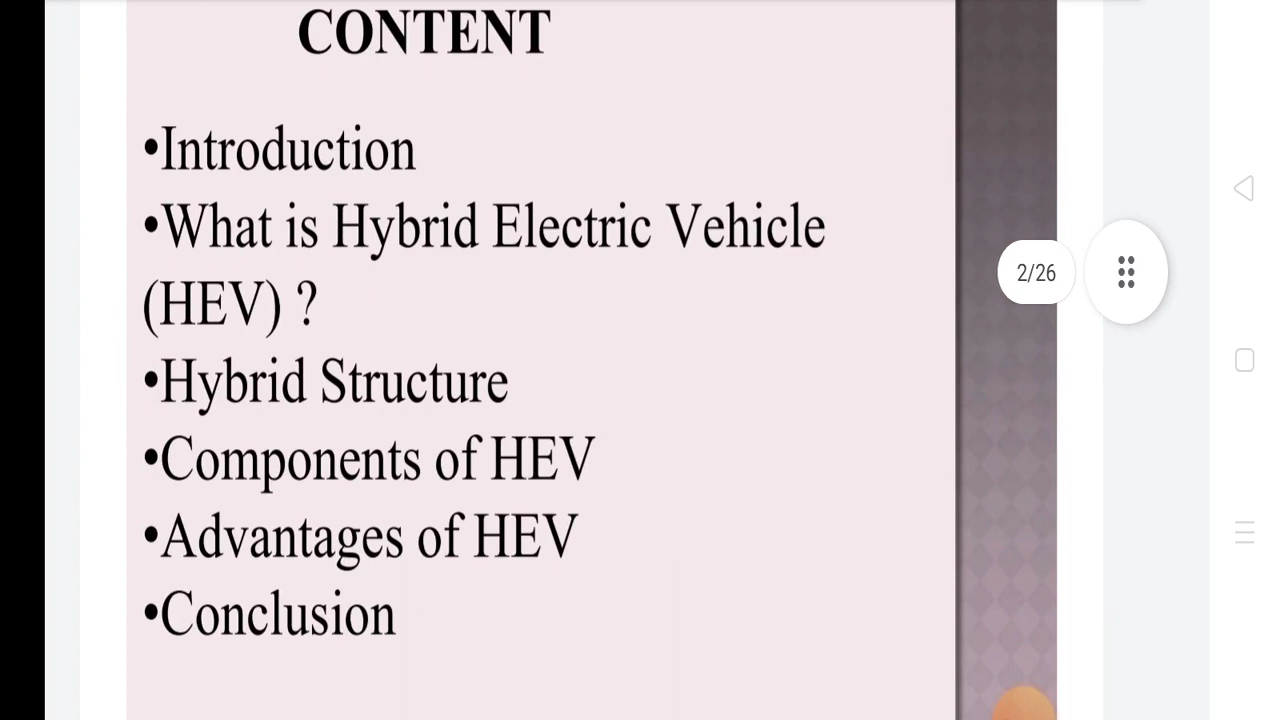 CONTENT
•Introduction
•What is Hybrid Electric Vehicle
(HEV) ?
•Hybrid Structure
•Components of HEV
•Advantages of HEV
•Conclusion
2/26